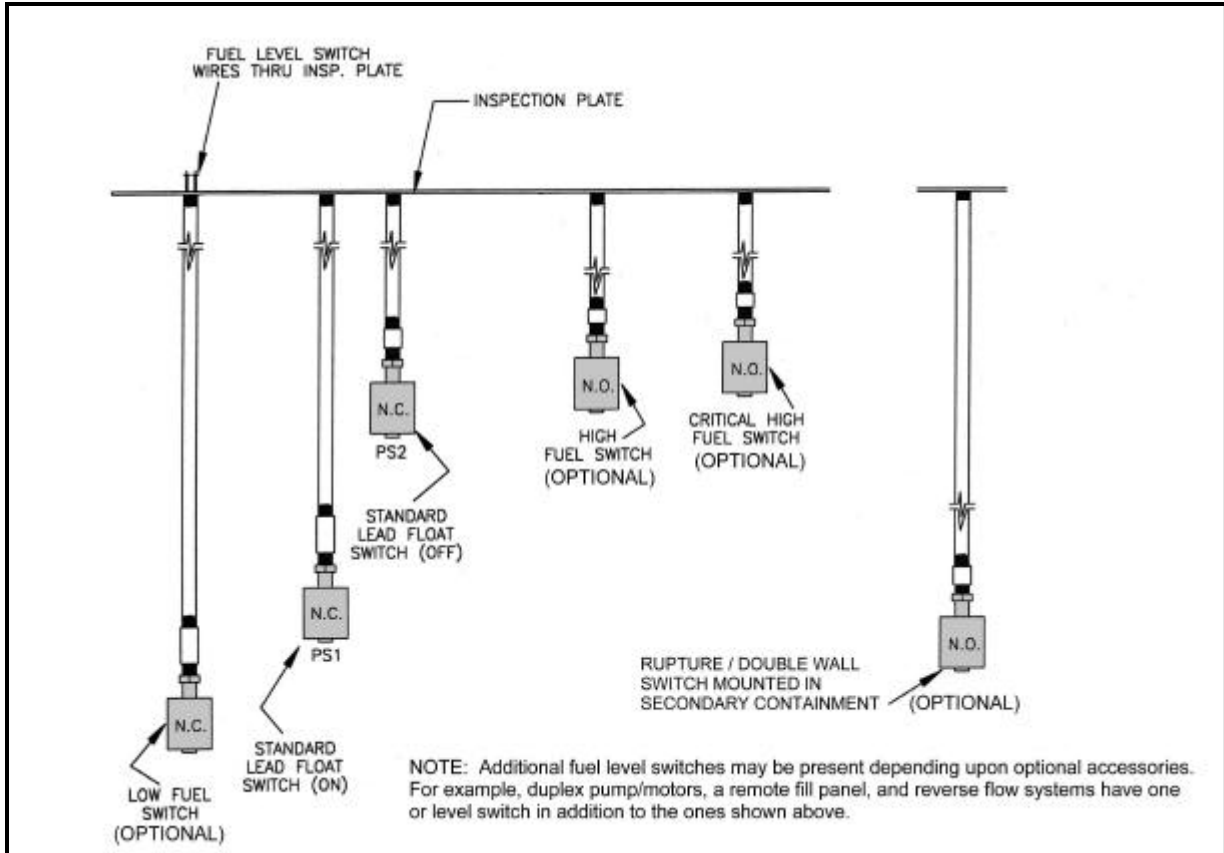 FUEL LEVEL SWITCH
WIRES THRU INSP. PLATE
INSPECTION PLATE
N.C.
PS2
N.O.
N.O.
HIGH
FUEL SWITCH
(OPTIONAL)
CRITICAL HIGH
FUEL SWITCH
(OPTIONAL)
STANDARD
LEAD FLOAT
SWITCH (OFF)
N.C.
PS1
N.O.
RUPTURE / DOUBLE WALL
SWITCH MOUNTED IN
SECONDARY CONTAINMENT
(OPTIONAL)
N.C.
STANDARD
LEAD FLOAT
SWITCH (ON)
LOW FUEL
SWITCH
(OPTIONAL)
NOTE: Additional fuel level switches may be present depending upon optional accessories.
For example, duplex pump/motors, a remote fill panel, and reverse flow systems have one
or level switch in addition to the ones shown above.